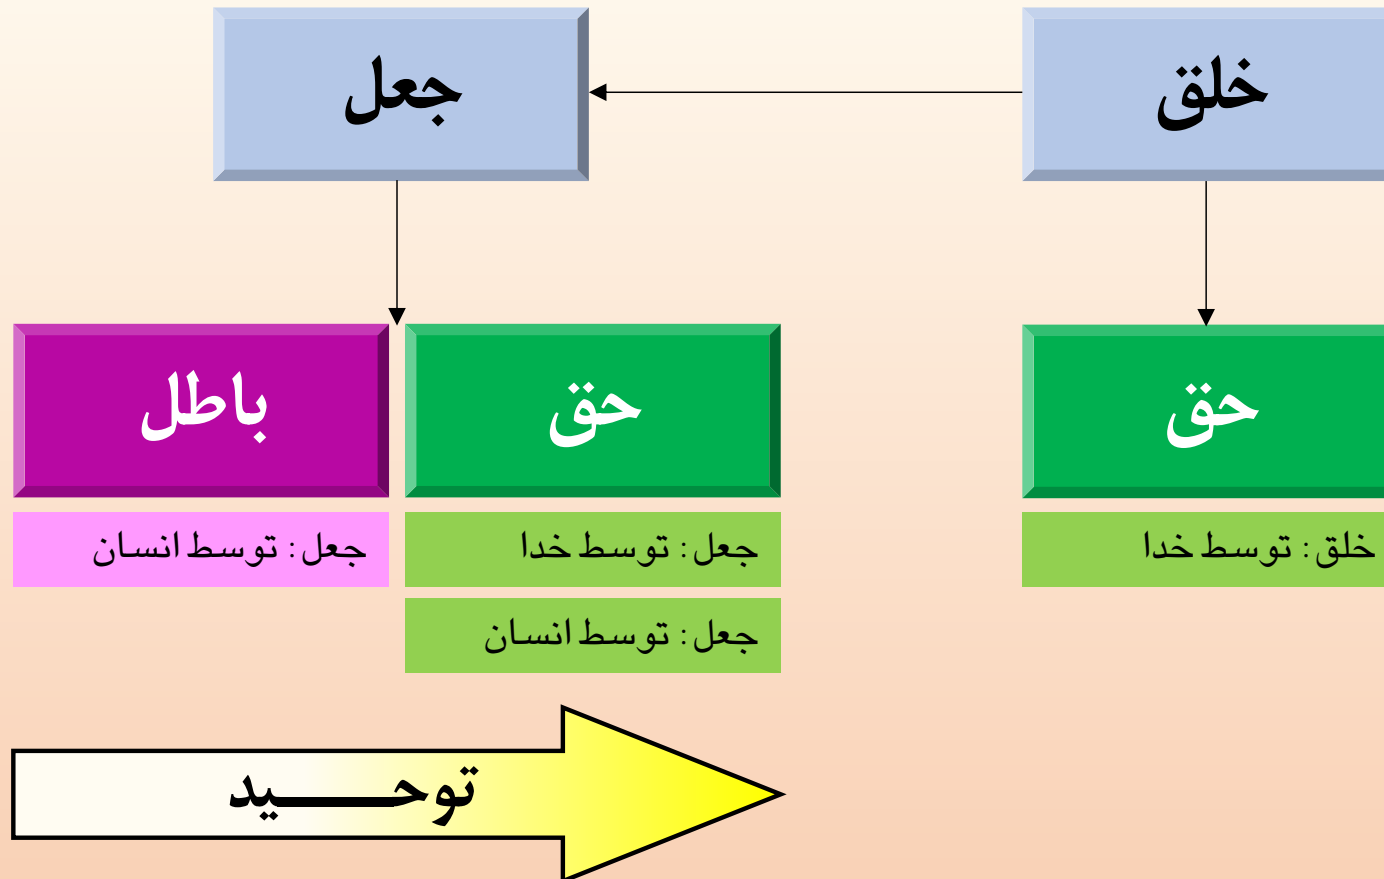 خلق
جعل
حق
حق
باطل
خلق: توسط خدا
جعل: توسط خدا
جعل: توسط انسان
جعل: توسط انسان
توحـــــــید